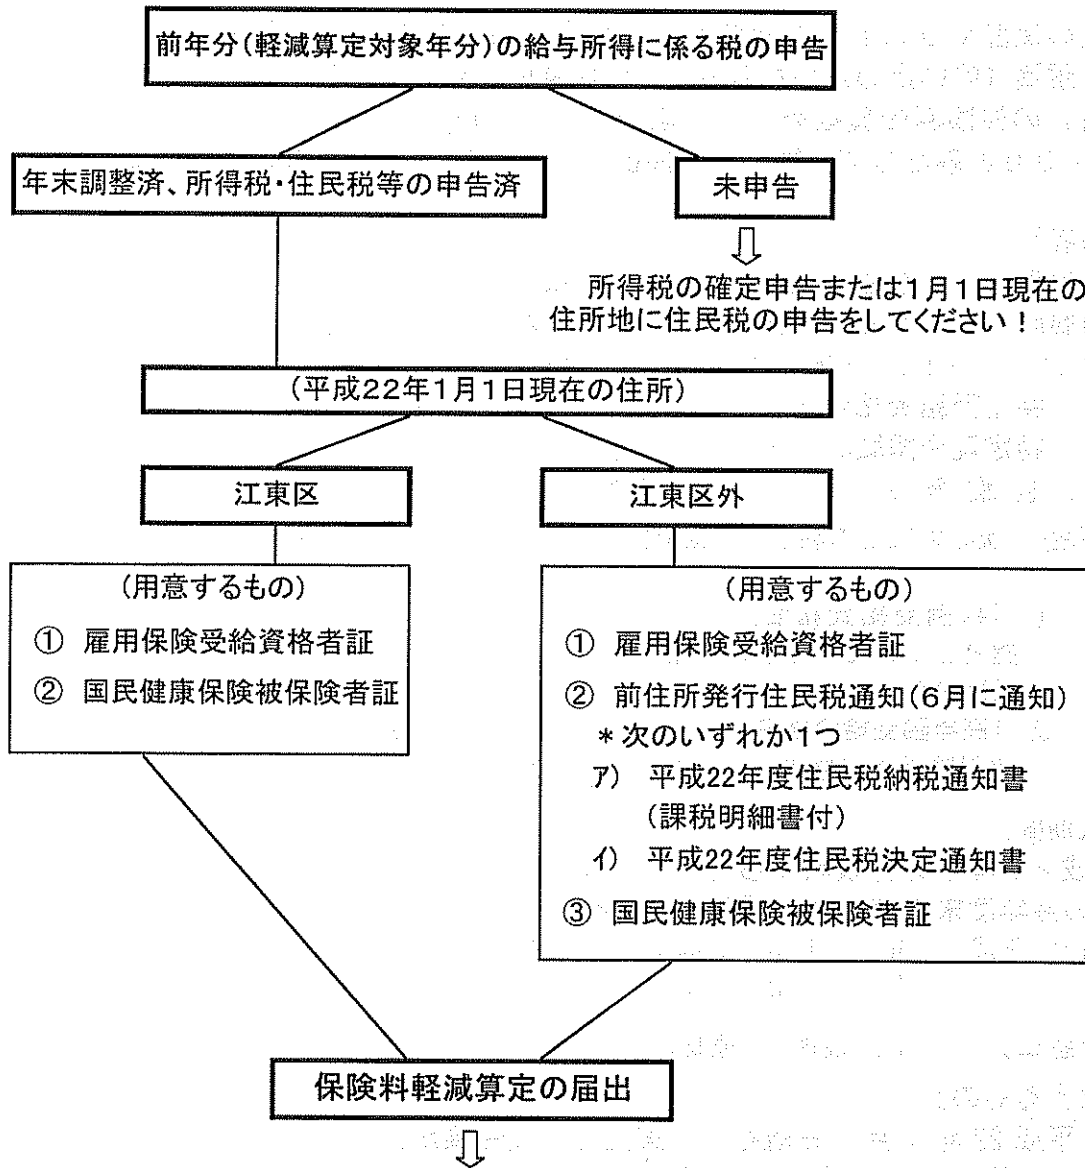 前年分(軽減算定対象年分)の給与所得に係る税の申告
年末調整済、所得税・住民税等の申告済
未申告
所得税の確定申告または1月1日現在の
住所地に住民税の申告をしてください!
(平成22年1月1日現在の住所)
江東区
江東区外
(用意するもの)
① 雇用保険受給資格者証
② 国民健康保険被保険者証
(用意するもの)
① 雇用保険受給資格者証
② 前住所発行住民税通知(6月に通知)
*次のいずれか1つ
ア) 平成22年度住民税納税通知書
(課税明細書付)
イ) 平成22年度住民税決定通知書
③ 国民健康保険被保険者証
保険料軽減算定の届出